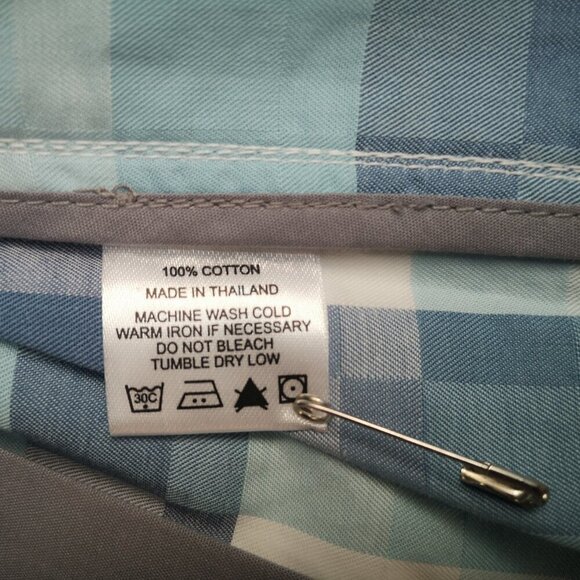 100% COTTON
MADE IN THAILAND
MACHINE WASH COLD
WARM IRON IF NECESSARY
DO NOT BLEACH
TUMBLE DRY LOW
30C